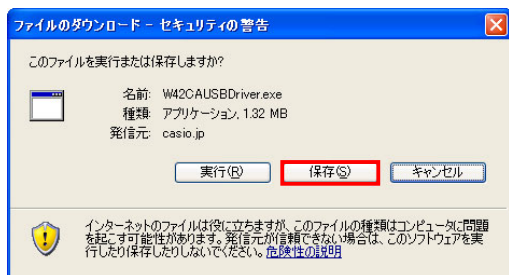 ファイルのダウンロード - セキュリティの警告
このファイルを実行または保存しますか?
名前: W42CAUSBDriver.exe
種類: アプリケーション, 1.32 MB
発信元: casio.jp
実行(R)
保存(S)
キャンセル
インターネットのファイルは役に立ちますが、このファイルの種類はコンピュータに問題
を起こす可能性があります。発信元が信頼できない場合は、このソフトウェアを実
行したり保存したりしないでください。危険性の説明